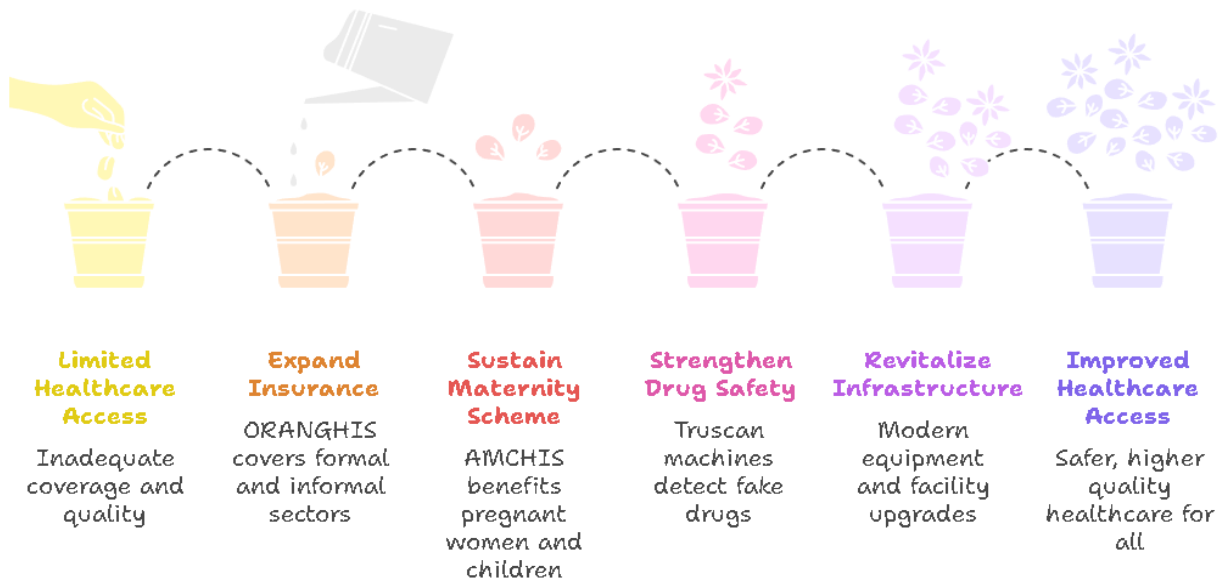 Limited
Healthcare
Access
Inadequate
coverage and
quality
Expand
Insurance
ORANGHIS
covers formal
and informal
sectors
Sustain
Maternity
Scheme
AMCHIS
benefits
pregnant
women and
children
Strengthen
Drug Safety
Truscan
machines
detect fake
drugs
Revitalize
Infrastructure
Modern
equipment
and facility
upgrades
Improved
Healthcare
Access
Safer, higher
quality
healthcare for
all